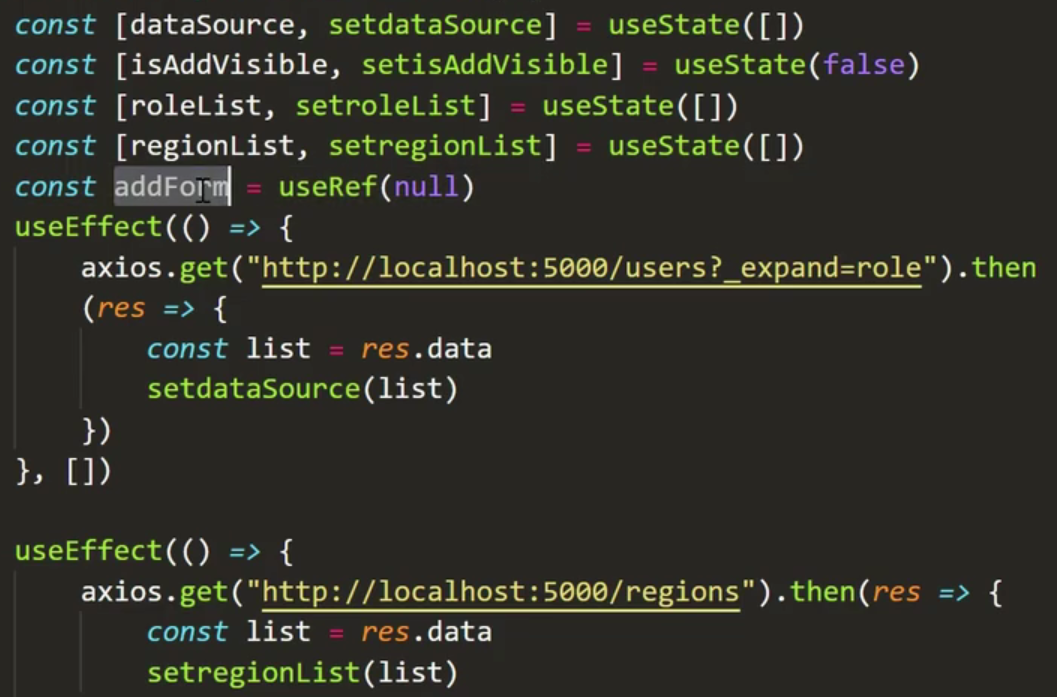 const [dataSource, setdataSource] = useState([])
const [isAddVisible, setisAddVisible] = useState(false)
const [roleList, setroleList] = useState([])
const [regionList, setregionList] = useState([])
const addForm = useRef(null)
useEffect(() => {
    axios.get("http://localhost:5000/users?_expand=role").then
    (res => {
        const list = res.data
        setdataSource(list)
    })
}, [])

useEffect(() => {
    axios.get("http://localhost:5000/regions").then(res => {
        const list = res.data
        setregionList(list)